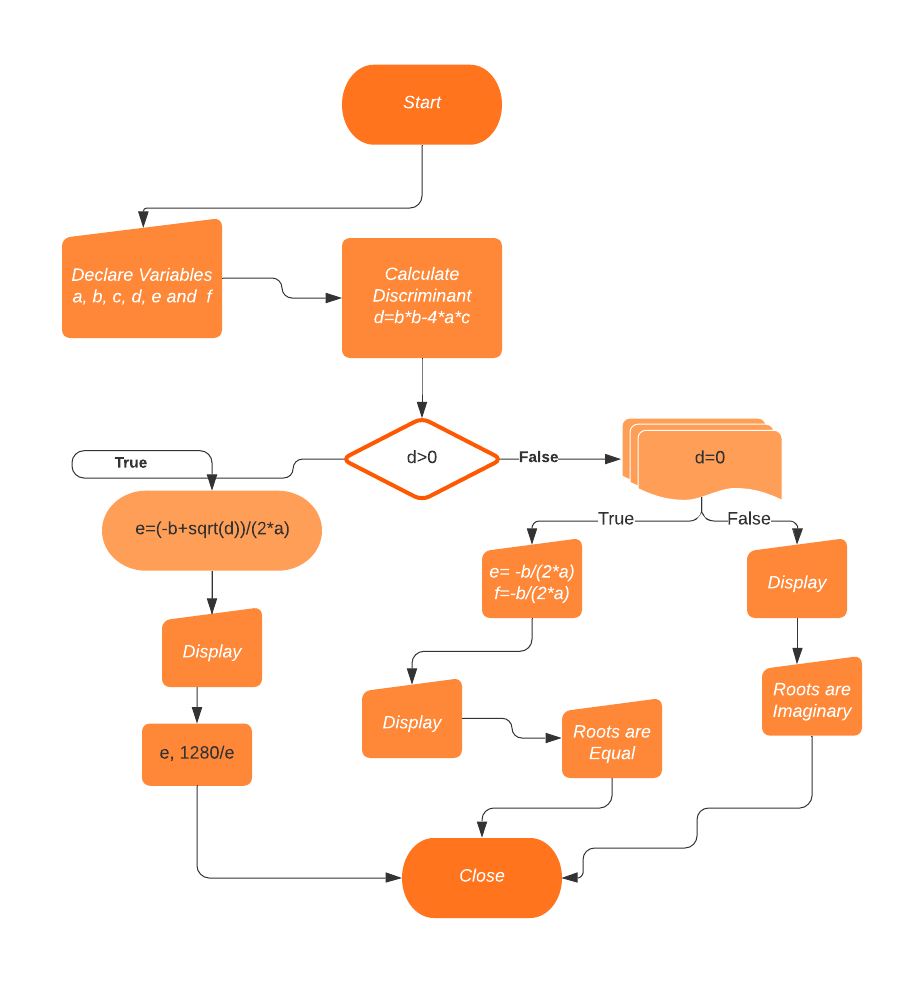 Start
Declare Variables
a, b, c, d, e and f
Calculate
Discriminant
d=b*b-4*a*c
d>0
True
False
d=0
e=(-b+sqrt(d))/(2*a)
True
False
e= -b/(2*a)
f=-b/(2*a)
Display
Display
Display
e, 1280/e
Roots are
Equal
Roots are
Imaginary
Close